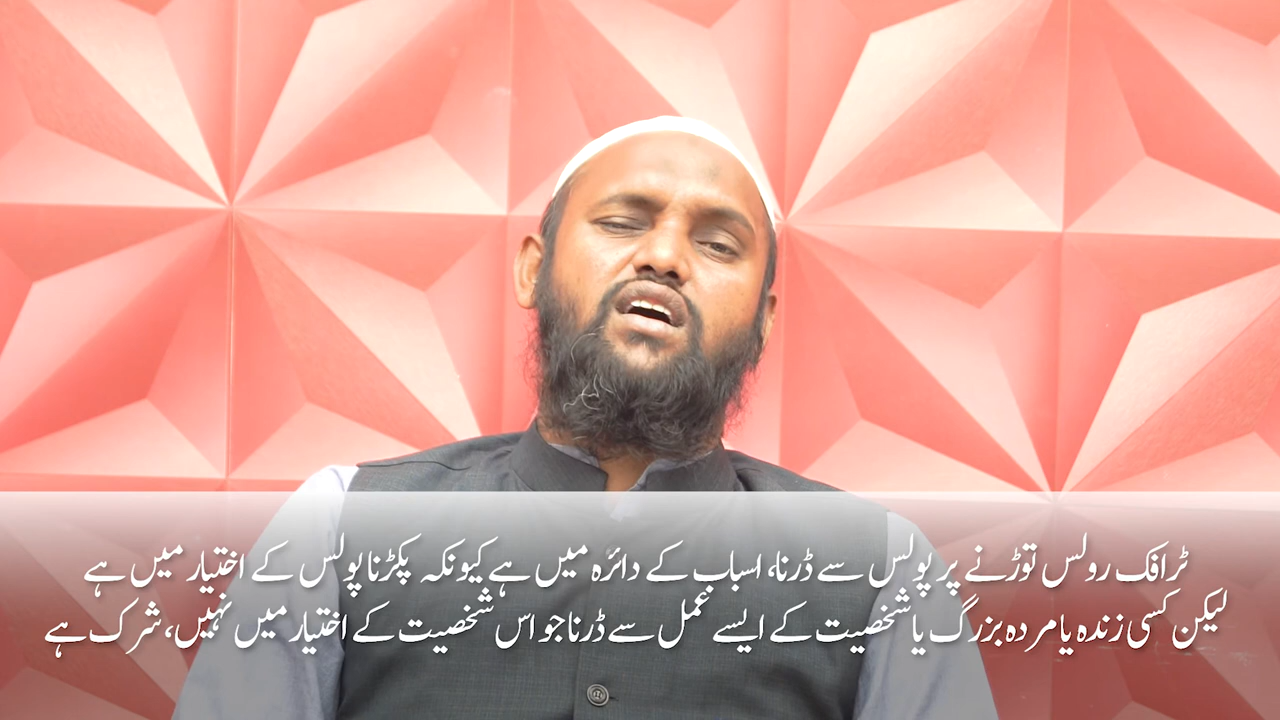 ٹرافک رولس توڑنے پر پولس سے ڈرنا، اسباب کے دائرہ میں ہے کیونکہ پکڑنا پولس کے اختیار میں ہے
لیکن کسی زندہ یا مردہ بزرگ یا شخصیت کے ایسے عمل سے ڈرنا جو اس شخصیت کے اختیار میں نہیں، شرک ہے